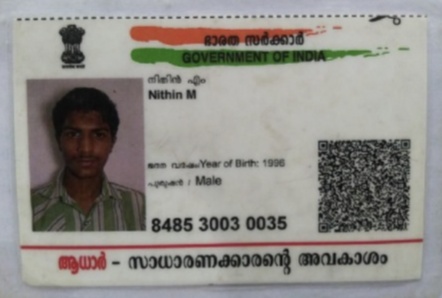 ഭാരത സർക്കാർ
GOVERNMENT OF INDIA
നിതിൻ എം
Nithin M
ജനന വർഷം/Year of Birth: 1996
പുരുഷൻ / Male
8485 3003 0035
ആധാർ - സാധാരണക്കാരന്റെ അവകാശം